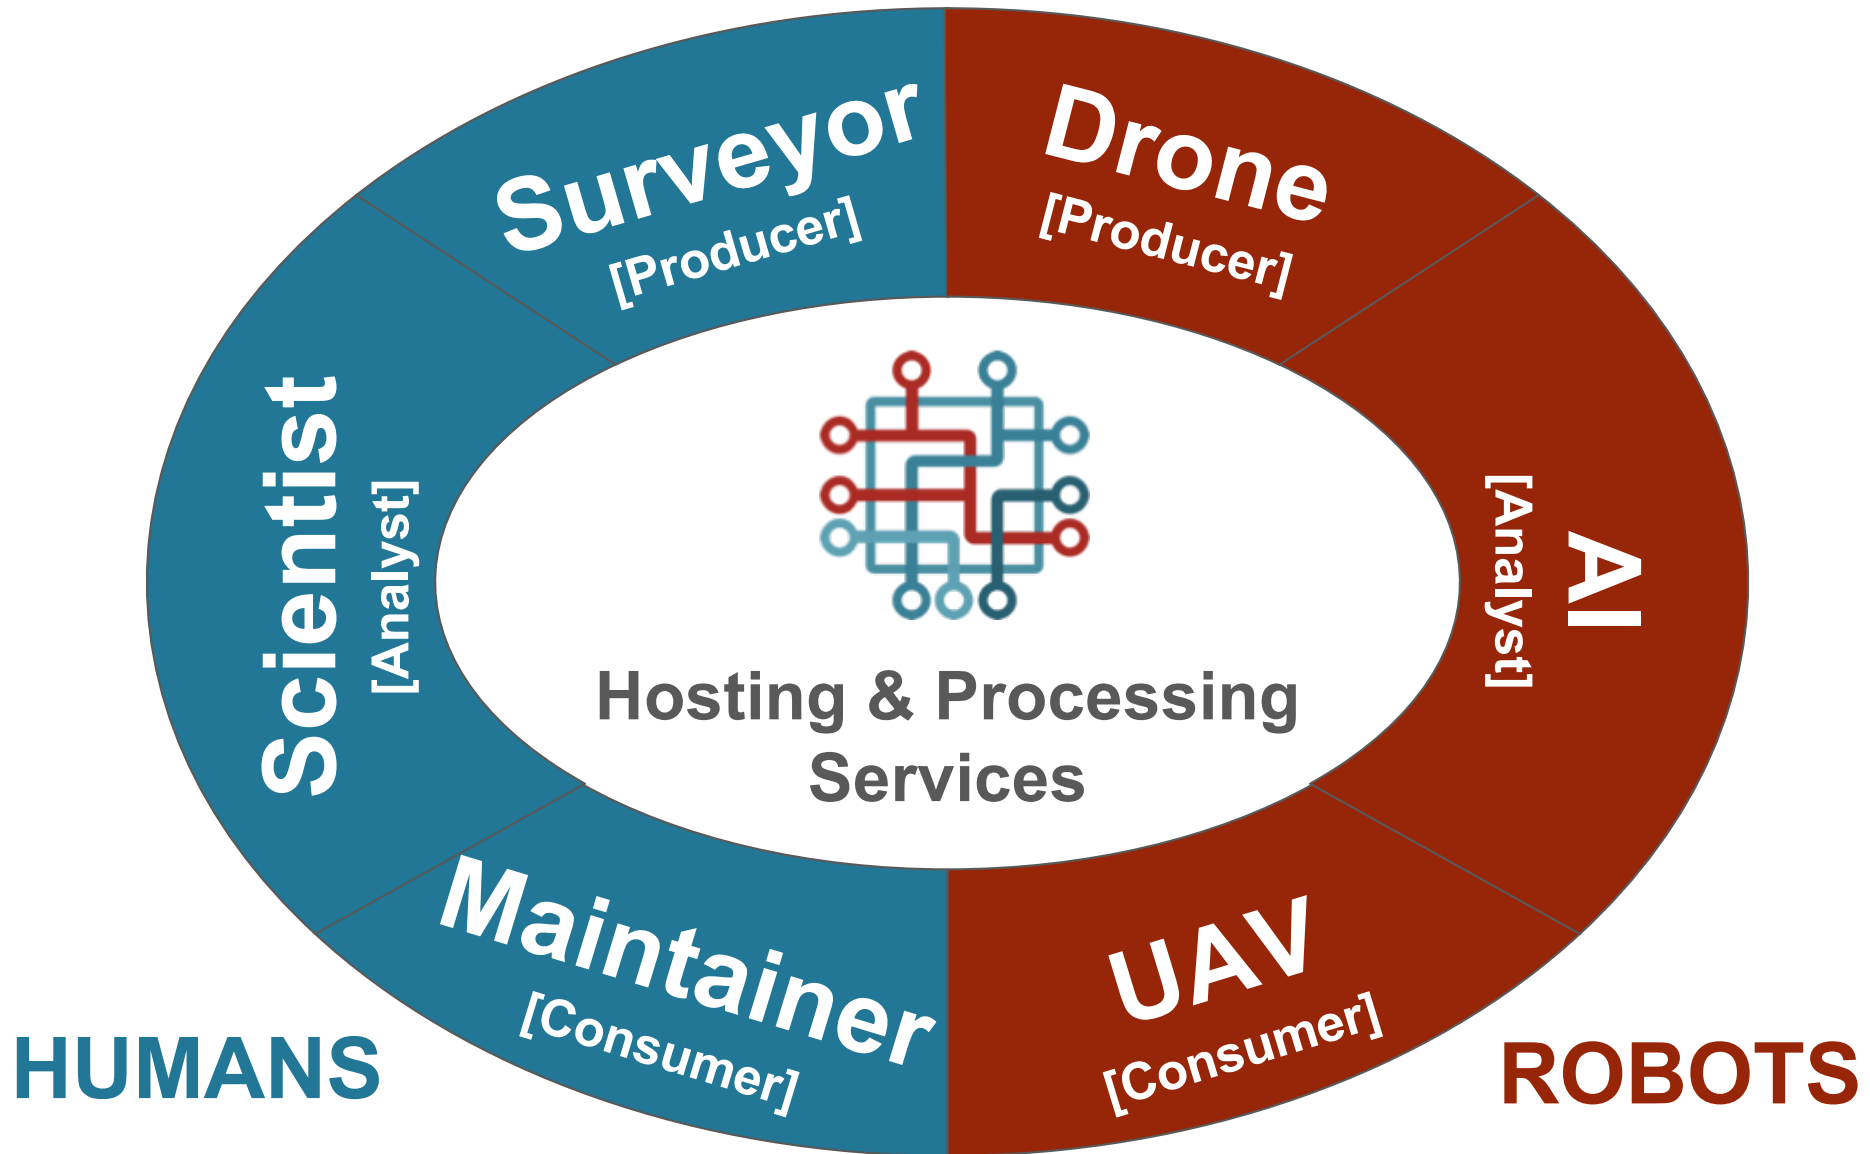 Surveyor
[Producer]
Drone
[Producer]
Scientist
[Analyst]
AI
[Analyst]
Hosting & Processing
Services
Maintainer
[Consumer]
UAV
[Consumer]
HUMANS
ROBOTS